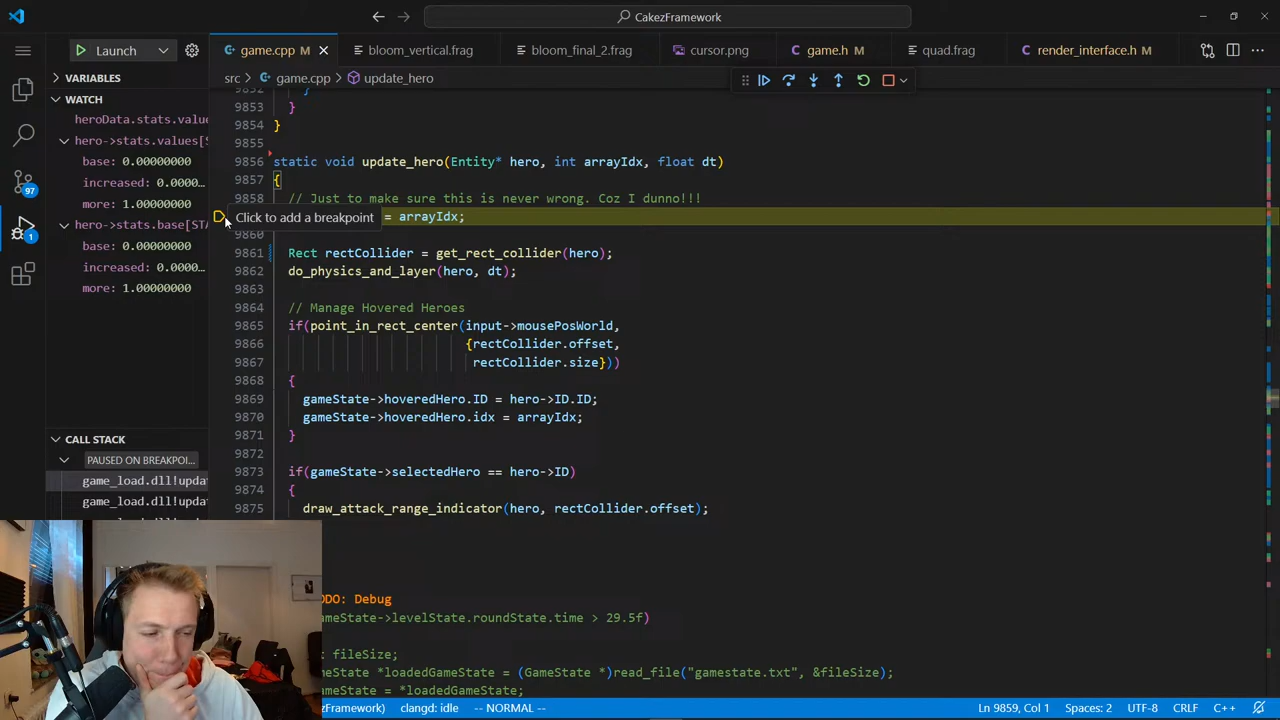 CakezFramework
Launch
game.cpp M
bloom_vertical.frag
bloom_final_2.frag
cursor.png
game.h M
quad.frag
render_interface.h M
src > game.cpp > update_hero
VARIABLES
WATCH
heroData.stats.valu
hero->stats.values[S
base: 0.00000000
increased: 0.0000...
more: 1.00000000
hero->stats.base[STA
base: 0.00000000
increased: 0.0000...
more: 1.00000000
CALL STACK
PAUSED ON BREAKPOI...
game_load.dll!updat
game_load.dll!updat
97
1
9852 }
9853 }
9854 }
9855
9856 static void update_hero(Entity* hero, int arrayIdx, float dt)
9857 {
9858 // Just to make sure this is never wrong. Coz I dunno!!!
Click to add a breakpoint = arrayIdx;
9860
9861 Rect rectCollider = get_rect_collider(hero);
9862 do_physics_and_layer(hero, dt);
9863
9864 // Manage Hovered Heroes
9865 if(point_in_rect_center(input->mousePosWorld,
9866 {rectCollider.offset,
9867 rectCollider.size}))
9868 {
9869 gameState->hoveredHero.ID = hero->ID.ID;
9870 gameState->hoveredHero.idx = arrayIdx;
9871 }
9872
9873 if(gameState->selectedHero == hero->ID)
9874 {
9875 draw_attack_range_indicator(hero, rectCollider.offset);
ODO: Debug
ameState->levelState.roundState.time > 29.5f)
t fileSize;
meState *loadedGameState = (GameState *)read_file("gamestate.txt", &fileSize);
ameState = *loadedGameState;
kezFramework)
clangd: idle
-- NORMAL --
Ln 9859, Col 1
Spaces: 2
UTF-8
CRLF
C++